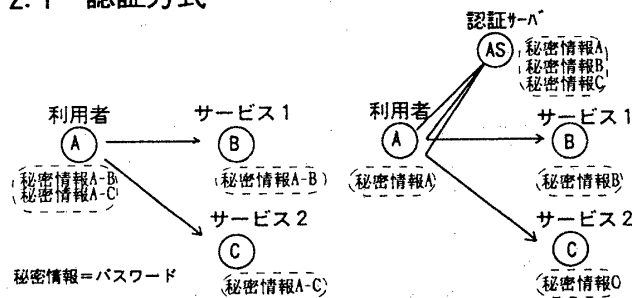 2.1 認証方式
認証サーバ
AS
秘密情報A
秘密情報B
秘密情報C
利用者
A
秘密情報A-B
秘密情報A-C
サービス1
B
秘密情報A-B
サービス2
C
秘密情報A-C
秘密情報=パスワード
利用者
A
秘密情報A
サービス1
B
秘密情報B
サービス2
C
秘密情報C